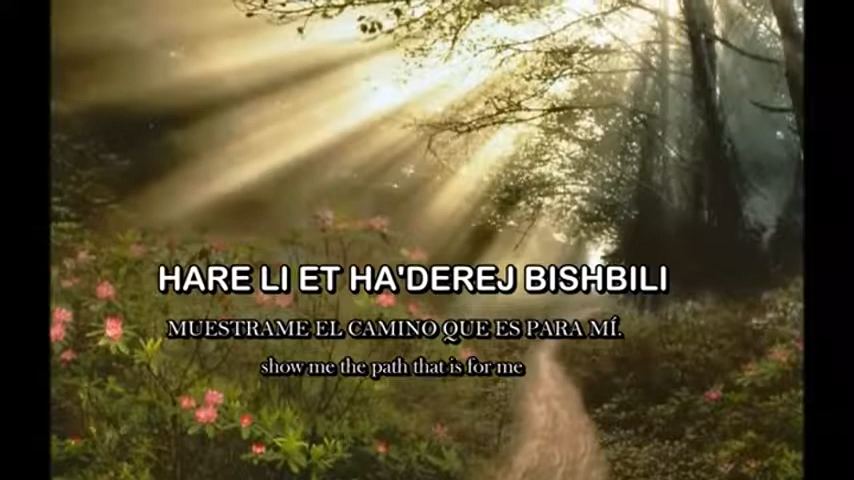 HARE LI ET HA'DEREJ BISHBILI
MUESTRAME EL CAMINO QUE ES PARA MÍ.
show me the path that is for me